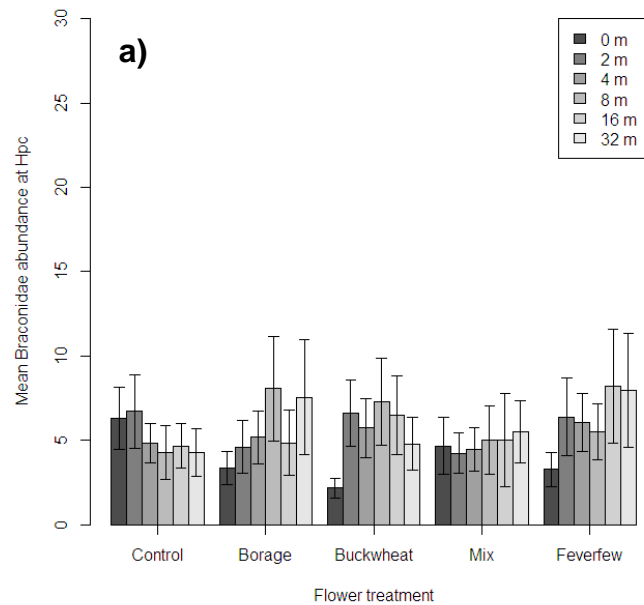 a)
0 m
2 m
4 m
8 m
16 m
32 m
Mean Braconidae abundance at Hpc
30
25
20
15
10
5
0
Control Borage Buckwheat Mix Feverfew
Flower treatment